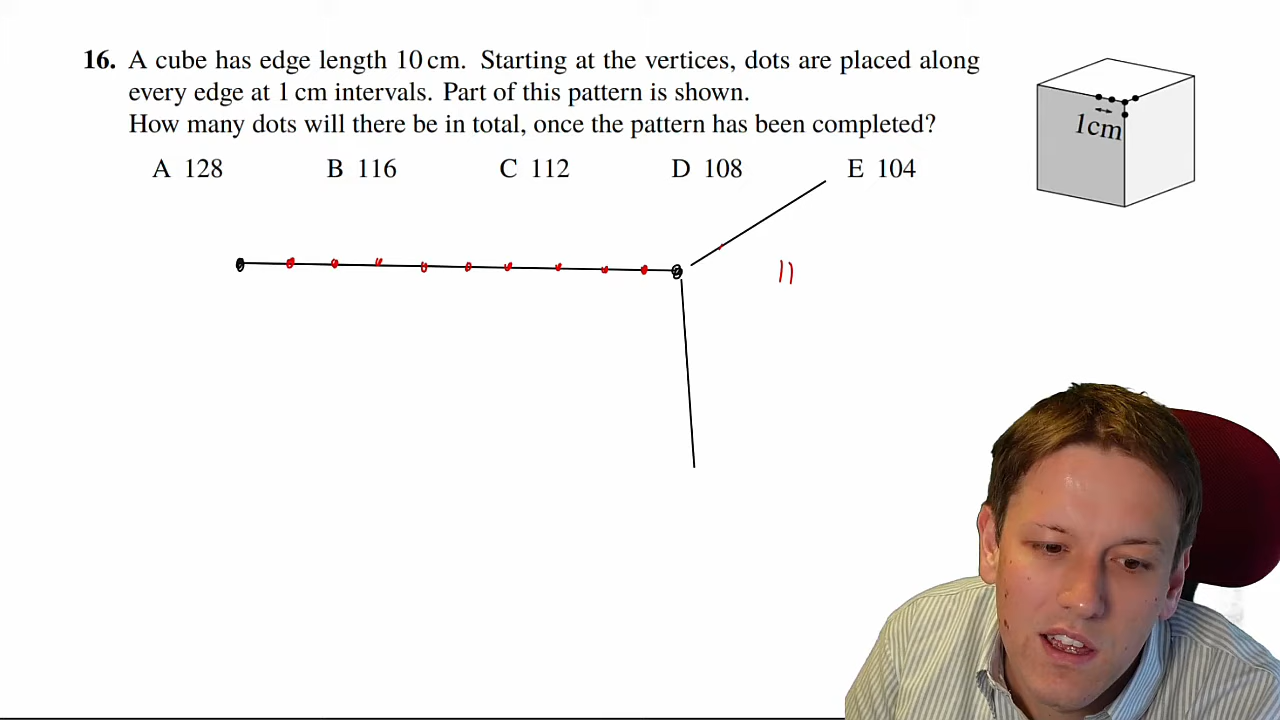 16. A cube has edge length 10 cm. Starting at the vertices, dots are placed along
every edge at 1 cm intervals. Part of this pattern is shown.
How many dots will there be in total, once the pattern has been completed?
A 128 B 116 C 112 D 108 E 104
1cm
11